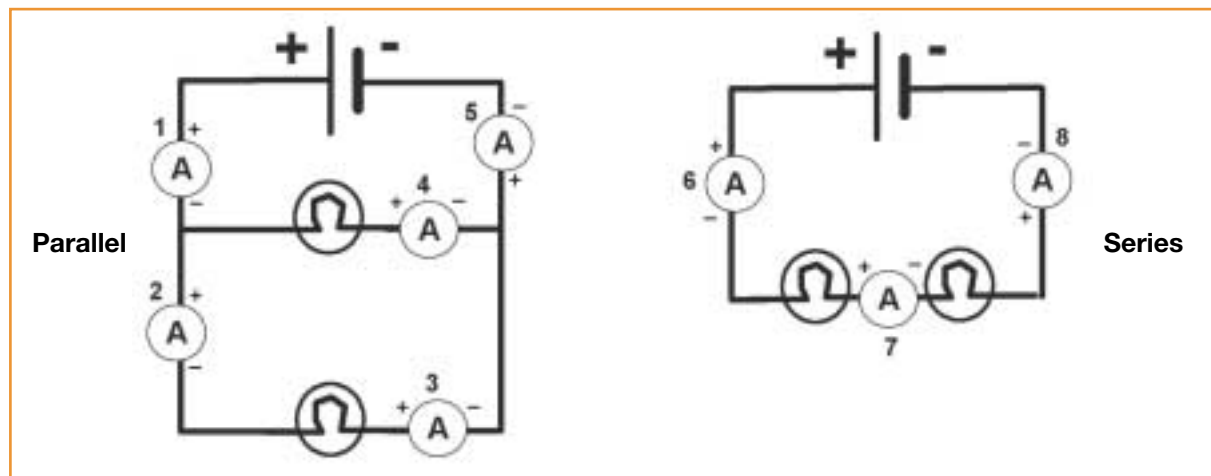 + -
+ -
1 + 5 −
A A
− +
+ 4 −
A
Parallel
2 +
A
−
3
+ −
A
+ 8 −
6 A A
− +
Series
+ −
A
7